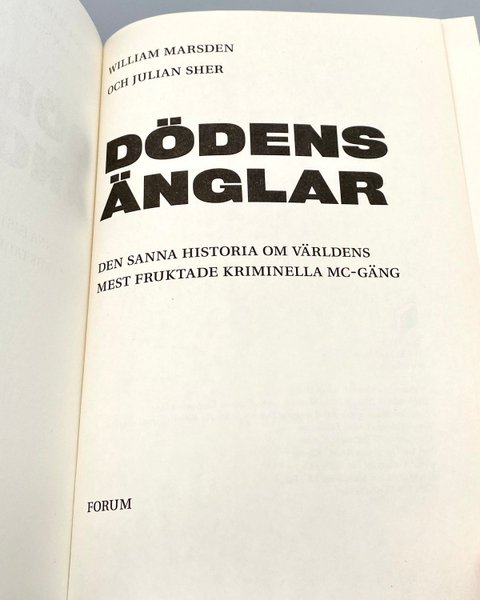 WILLIAM MARSDEN
OCH JULIAN SHER
DÖDENS
ÄNGLAR
DEN SANNA HISTORIA OM VÄRLDENS
MEST FRUKTADE KRIMINELLA MC-GÄNG
FORUM